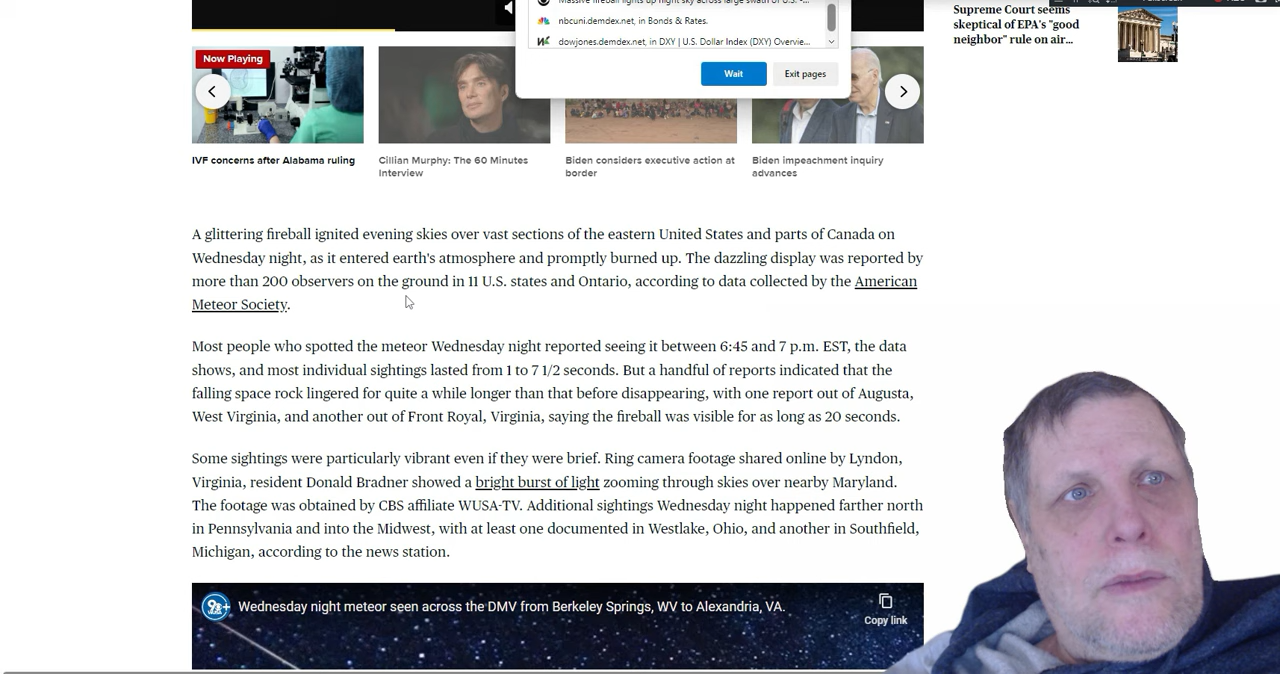 Massive fireball lights up night sky across large swath of U.S. -...
nbcuni.demdex.net, in Bonds & Rates.
dowjones.demdex.net, in DXY | U.S. Dollar Index (DXY) Overvie...
Wait
Exit pages
Supreme Court seems
skeptical of EPA's "good
neighbor" rule on air...
Now Playing
IVF concerns after Alabama ruling
Cillian Murphy: The 60 Minutes
Interview
Biden considers executive action at
border
Biden impeachment inquiry
advances
A glittering fireball ignited evening skies over vast sections of the eastern United States and parts of Canada on
Wednesday night, as it entered earth's atmosphere and promptly burned up. The dazzling display was reported by
more than 200 observers on the ground in 11 U.S. states and Ontario, according to data collected by the American
Meteor Society.
Most people who spotted the meteor Wednesday night reported seeing it between 6:45 and 7 p.m. EST, the data
shows, and most individual sightings lasted from 1 to 7 1/2 seconds. But a handful of reports indicated that the
falling space rock lingered for quite a while longer than that before disappearing, with one report out of Augusta,
West Virginia, and another out of Front Royal, Virginia, saying the fireball was visible for as long as 20 seconds.
Some sightings were particularly vibrant even if they were brief. Ring camera footage shared online by Lyndon,
Virginia, resident Donald Bradner showed a bright burst of light zooming through skies over nearby Maryland.
The footage was obtained by CBS affiliate WUSA-TV. Additional sightings Wednesday night happened farther north
in Pennsylvania and into the Midwest, with at least one documented in Westlake, Ohio, and another in Southfield,
Michigan, according to the news station.
Wednesday night meteor seen across the DMV from Berkeley Springs, WV to Alexandria, VA.
Copy link